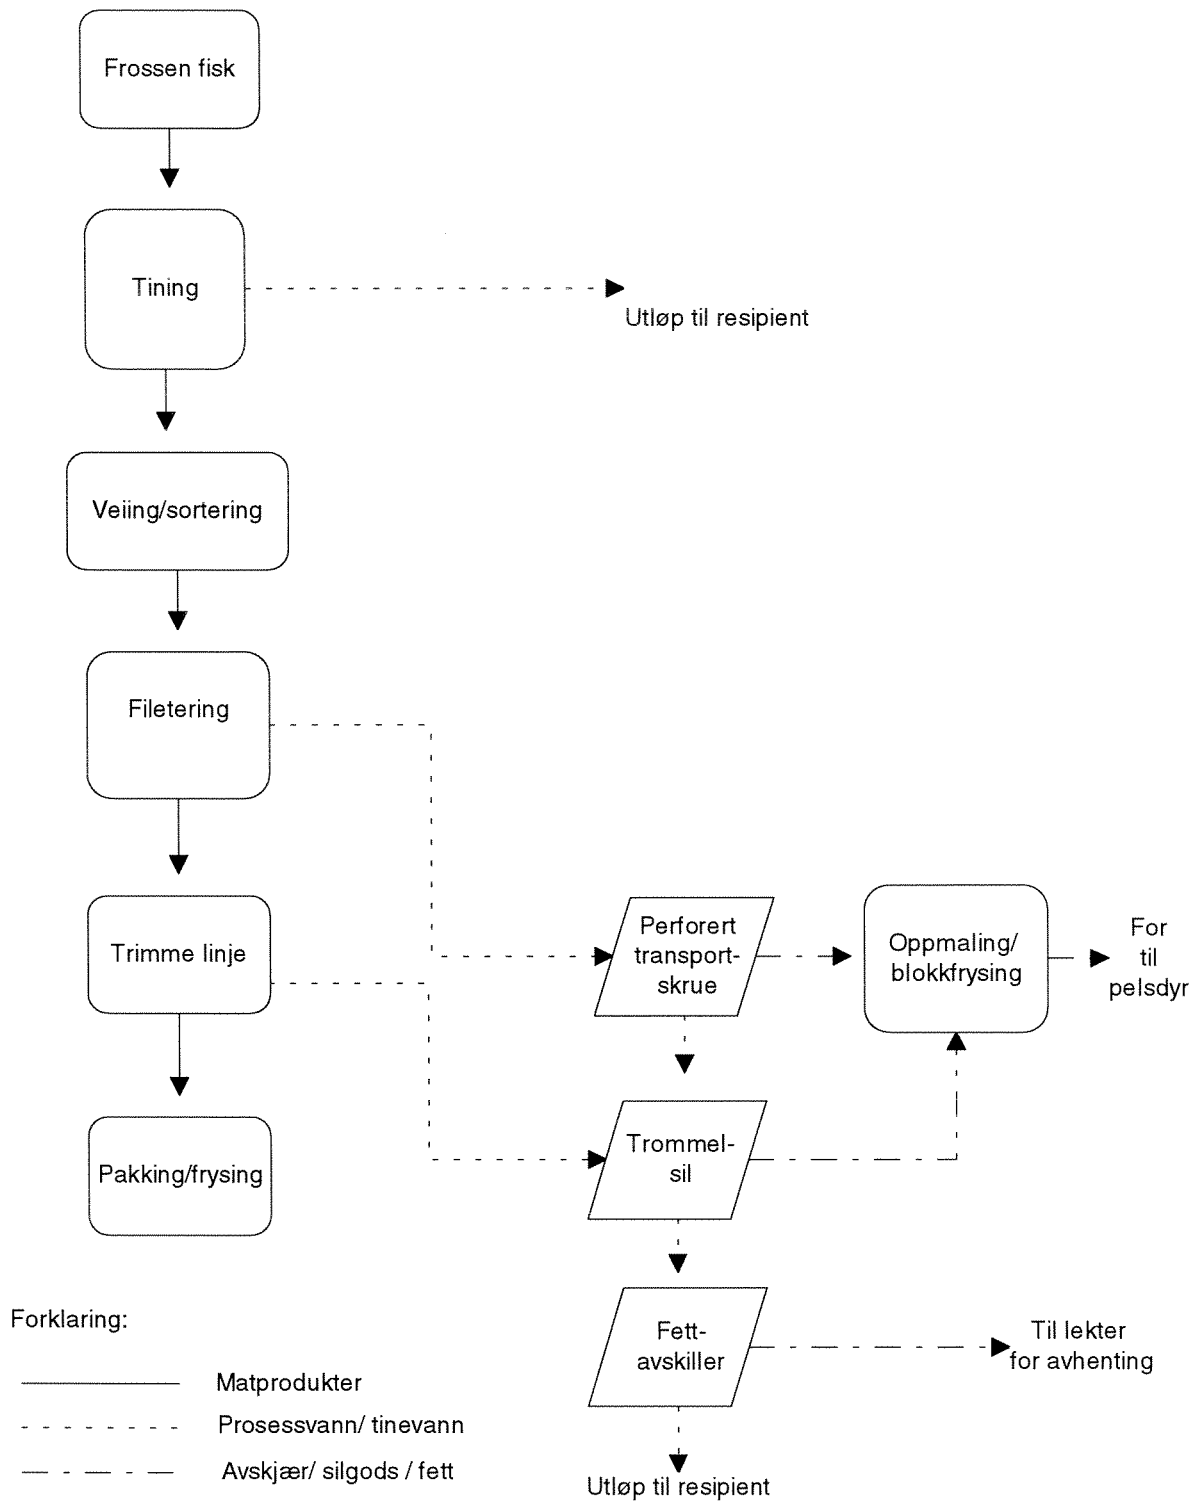 Frossen fisk
Tining
Utløp til resipient
Veiing/sortering
Filetering
Trimme linje
Perforert
transport-
skrue
Oppmaling/
blokkfrysing
For
til
pelsdyr
Trommel-
sil
Pakking/frysing
Fett-
avskiller
Til lekter
for avhenting
Utløp til resipient
Forklaring:
Matprodukter
Prosessvann/ tinevann
Avskjær/ silgods / fett